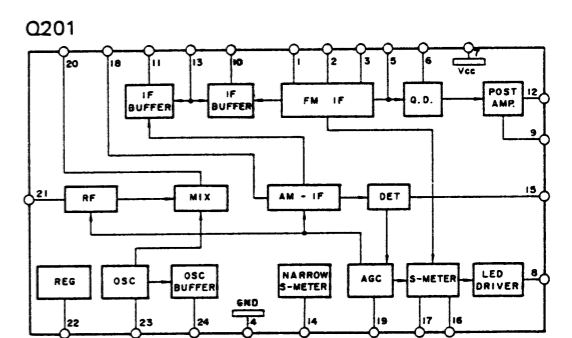 Q201
20 18 11 13 10 1 2 3 5 6 7
Vcc
IF BUFFER
IF BUFFER
FM IF
Q.D.
POST AMP.
12
9
21
RF
MIX
AM - IF
DET
15
REG
OSC
OSC BUFFER
GND
NARROW S-METER
AGC
S-METER
LED DRIVER
8
22 23 24 4 14 19 17 16